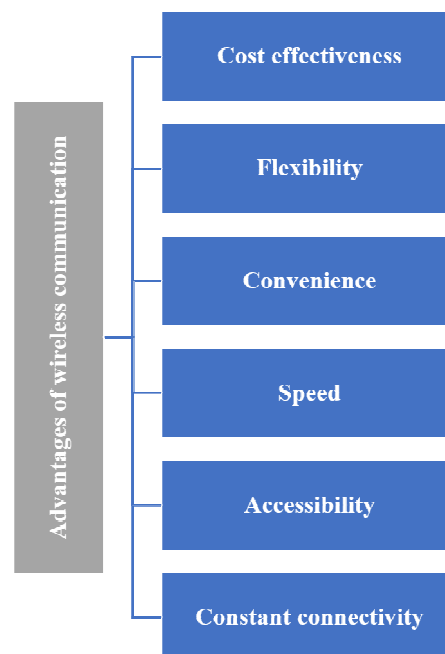 Advantages of wireless communication
Cost effectiveness
Flexibility
Convenience
Speed
Accessibility
Constant connectivity